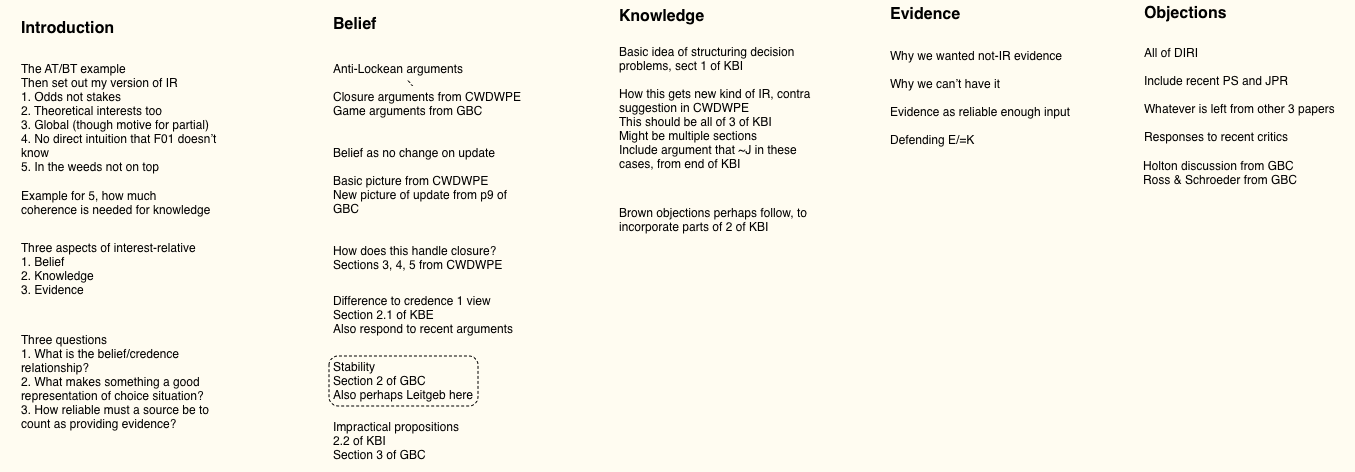 Introduction
The AT/BT example
Then set out my version of IR
1. Odds not stakes
2. Theoretical interests too
3. Global (though motive for partial)
4. No direct intuition that F01 doesn't
know
5. In the weeds not on top
Example for 5, how much
coherence is needed for knowledge
Three aspects of interest-relative
1. Belief
2. Knowledge
3. Evidence
Three questions
1. What is the belief/credence
relationship?
2. What makes something a good
representation of choice situation?
3. How reliable must a source be to
count as providing evidence?
Belief
Anti-Lockean arguments
Closure arguments from CWDWPE
Game arguments from GBC
Belief as no change on update
Basic picture from CWDWPE
New picture of update from p9 of
GBC
How does this handle closure?
Sections 3, 4, 5 from CWDWPE
Difference to credence 1 view
Section 2.1 of KBE
Also respond to recent arguments
Stability
Section 2 of GBC
Also perhaps Leitgeb here
Impractical propositions
2.2 of KBI
Section 3 of GBC
Knowledge
Basic idea of structuring decision
problems, sect 1 of KBI
How this gets new kind of IR, contra
suggestion in CWDWPE
This should be all of 3 of KBI
Might be multiple sections
Include argument that ~J in these
cases, from end of KBI
Brown objections perhaps follow, to
incorporate parts of 2 of KBI
Evidence
Why we wanted not-IR evidence
Why we can't have it
Evidence as reliable enough input
Defending E/=K
Objections
All of DIRI
Include recent PS and JPR
Whatever is left from other 3 papers
Responses to recent critics
Holton discussion from GBC
Ross & Schroeder from GBC